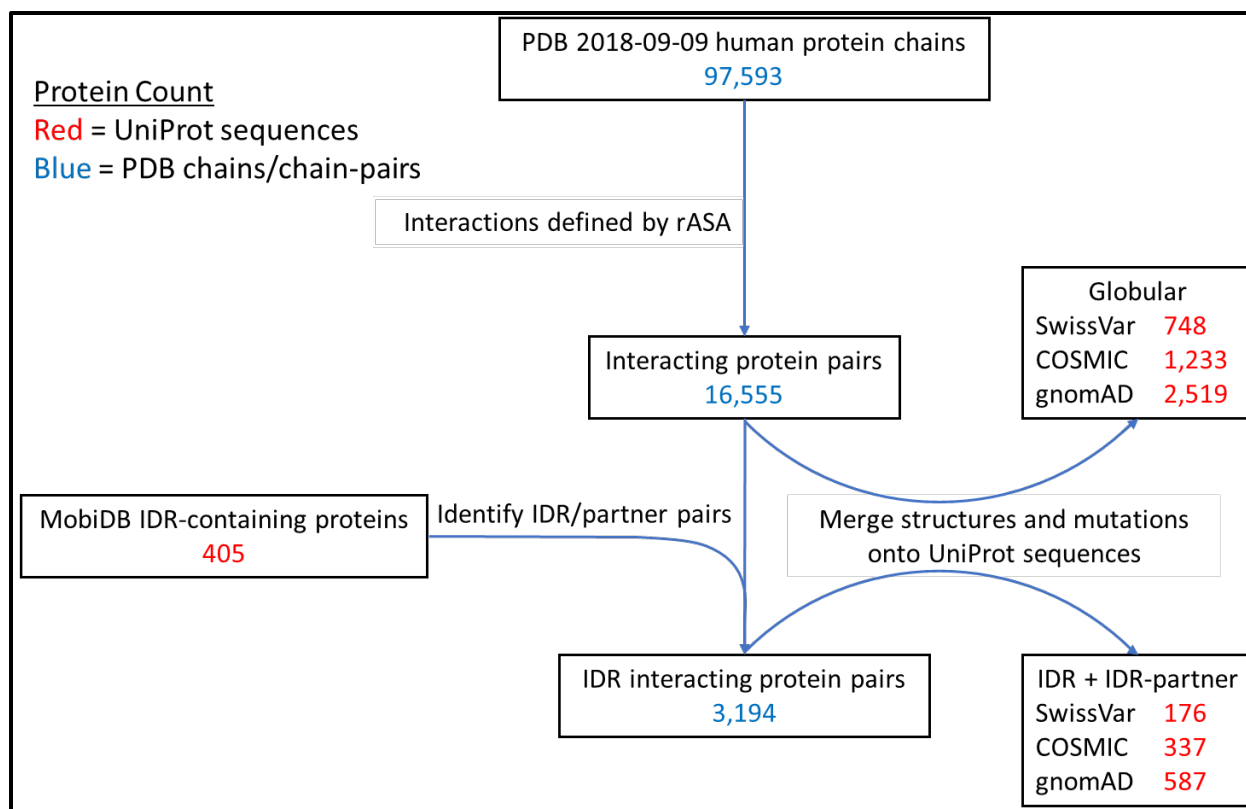 PDB 2018-09-09 human protein chains
97,593
Protein Count
Red = UniProt sequences
Blue = PDB chains/chain-pairs
Interactions defined by rASA
Interacting protein pairs
16,555
Globular
SwissVar 748
COSMIC 1,233
gnomAD 2,519
MobiDB IDR-containing proteins
405
Identify IDR/partner pairs
Merge structures and mutations
onto UniProt sequences
IDR interacting protein pairs
3,194
IDR + IDR-partner
SwissVar 176
COSMIC 337
gnomAD 587